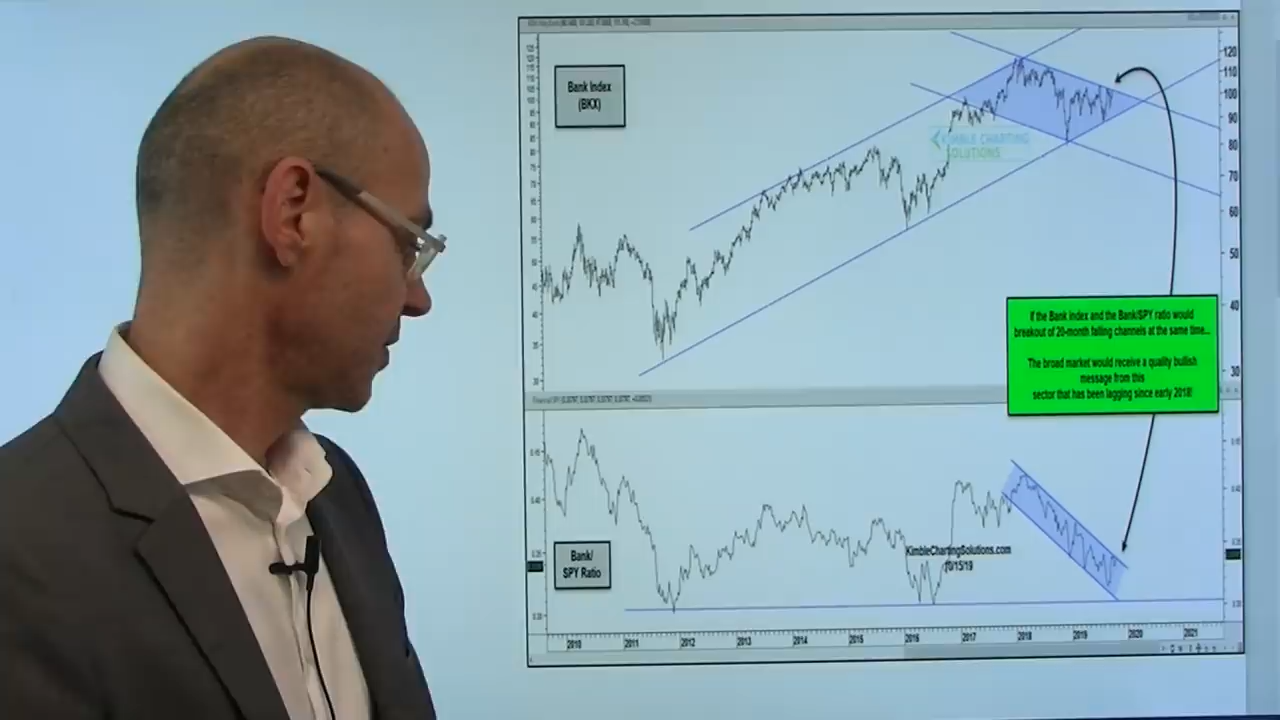 Bank Index
(BKX)
KIMBLE CHARTING
SOLUTIONS
120
110
100
90
80
70
60
50
40
30
If the Bank Index and the Bank/SPY ratio would
breakout of 20-month falling channels at the same time...
The broad market would receive a quality bullish
message from this
sector that has been lagging since early 2018!
Bank/
SPY Ratio
KimbleChartingSolutions.com
10/15/19
2010 2011 2012 2013 2014 2015 2016 2017 2018 2019 2020 2021